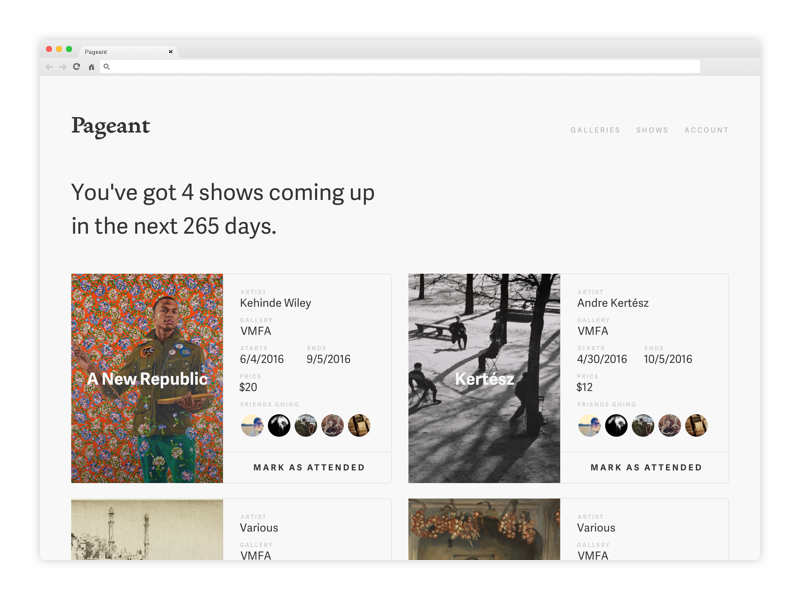 Pageant
Pageant
GALLERIES SHOWS ACCOUNT
You've got 4 shows coming up
in the next 265 days.
A New Republic
ARTIST
Kehinde Wiley
GALLERY
VMFA
STARTS ENDS
6/4/2016 9/5/2016
PRICE
$20
FRIENDS GOING
MARK AS ATTENDED
Kertész
ARTIST
Andre Kertész
GALLERY
VMFA
STARTS ENDS
4/30/2016 10/5/2016
PRICE
$12
FRIENDS GOING
MARK AS ATTENDED
ARTIST
Various
GALLERY
VMFA
ARTIST
Various
GALLERY
VMFA